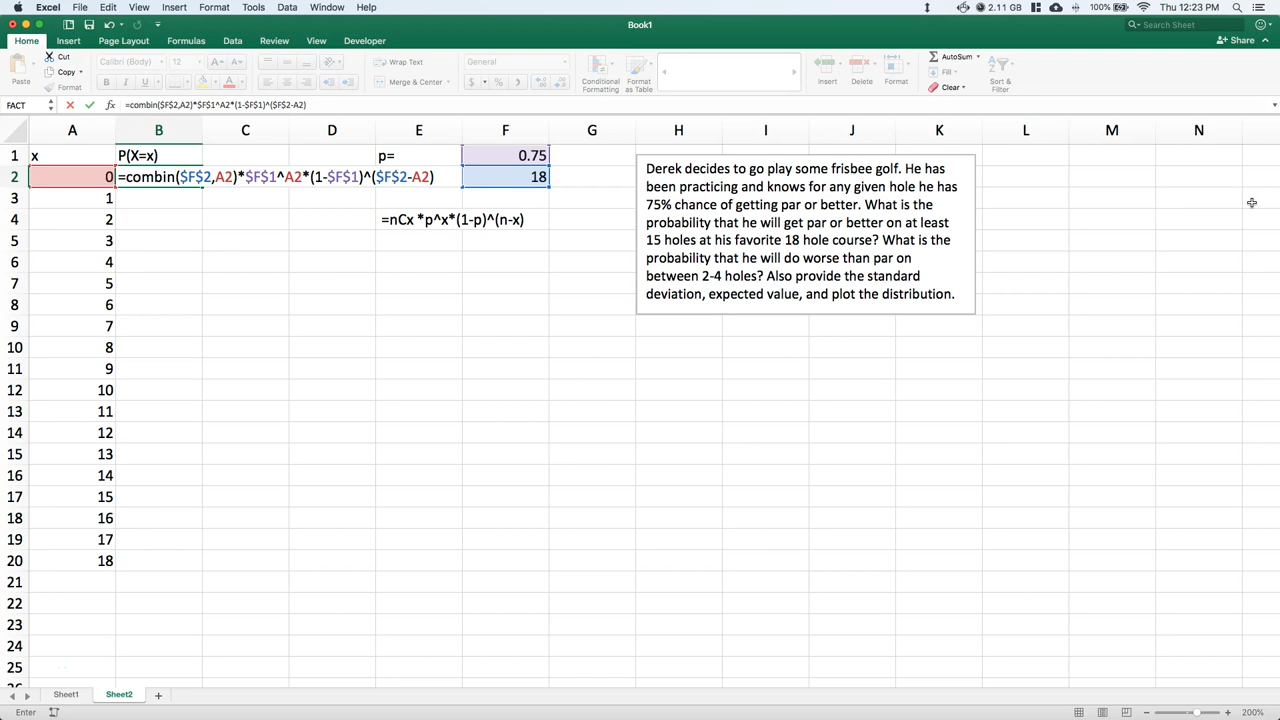 Excel File Edit View Insert Format Tools Data Window Help 2.11 GB 100% Thu 12:23 PM
Book1 Search Sheet
Home Insert Page Layout Formulas Data Review View Developer Share
Paste Cut Copy Format Calibri (Body) 12 Wrap Text General AutoSum
B I U A Merge & Center $ % Conditional Formatting Format as Table Insert Delete Format Fill Clear Sort & Filter
FACT fx =combin($F$2,A2)*$F$1^A2*(1-$F$1)^($F$2-A2)
A B C D E F G H I J K L M N
1 x P(X=x) p= 0.75
2 0 =combin($F$2,A2)*$F$1^A2*(1-$F$1)^($F$2-A2) 18
3 1
4 2 =nCx *p^x*(1-p)^(n-x)
5 3
6 4
7 5
8 6
9 7
10 8
11 9
12 10
13 11
14 12
15 13
16 14
17 15
18 16
19 17
20 18
21
22
23
24
25
Derek decides to go play some frisbee golf. He has
been practicing and knows for any given hole he has
75% chance of getting par or better. What is the
probability that he will get par or better on at least
15 holes at his favorite 18 hole course? What is the
probability that he will do worse than par on
between 2-4 holes? Also provide the standard
deviation, expected value, and plot the distribution.
Sheet1 Sheet2 +
Enter 200%